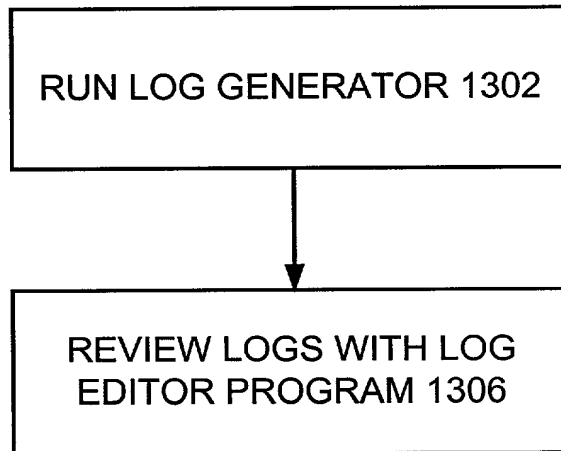 RUN LOG GENERATOR 1302
REVIEW LOGS WITH LOG
EDITOR PROGRAM 1306